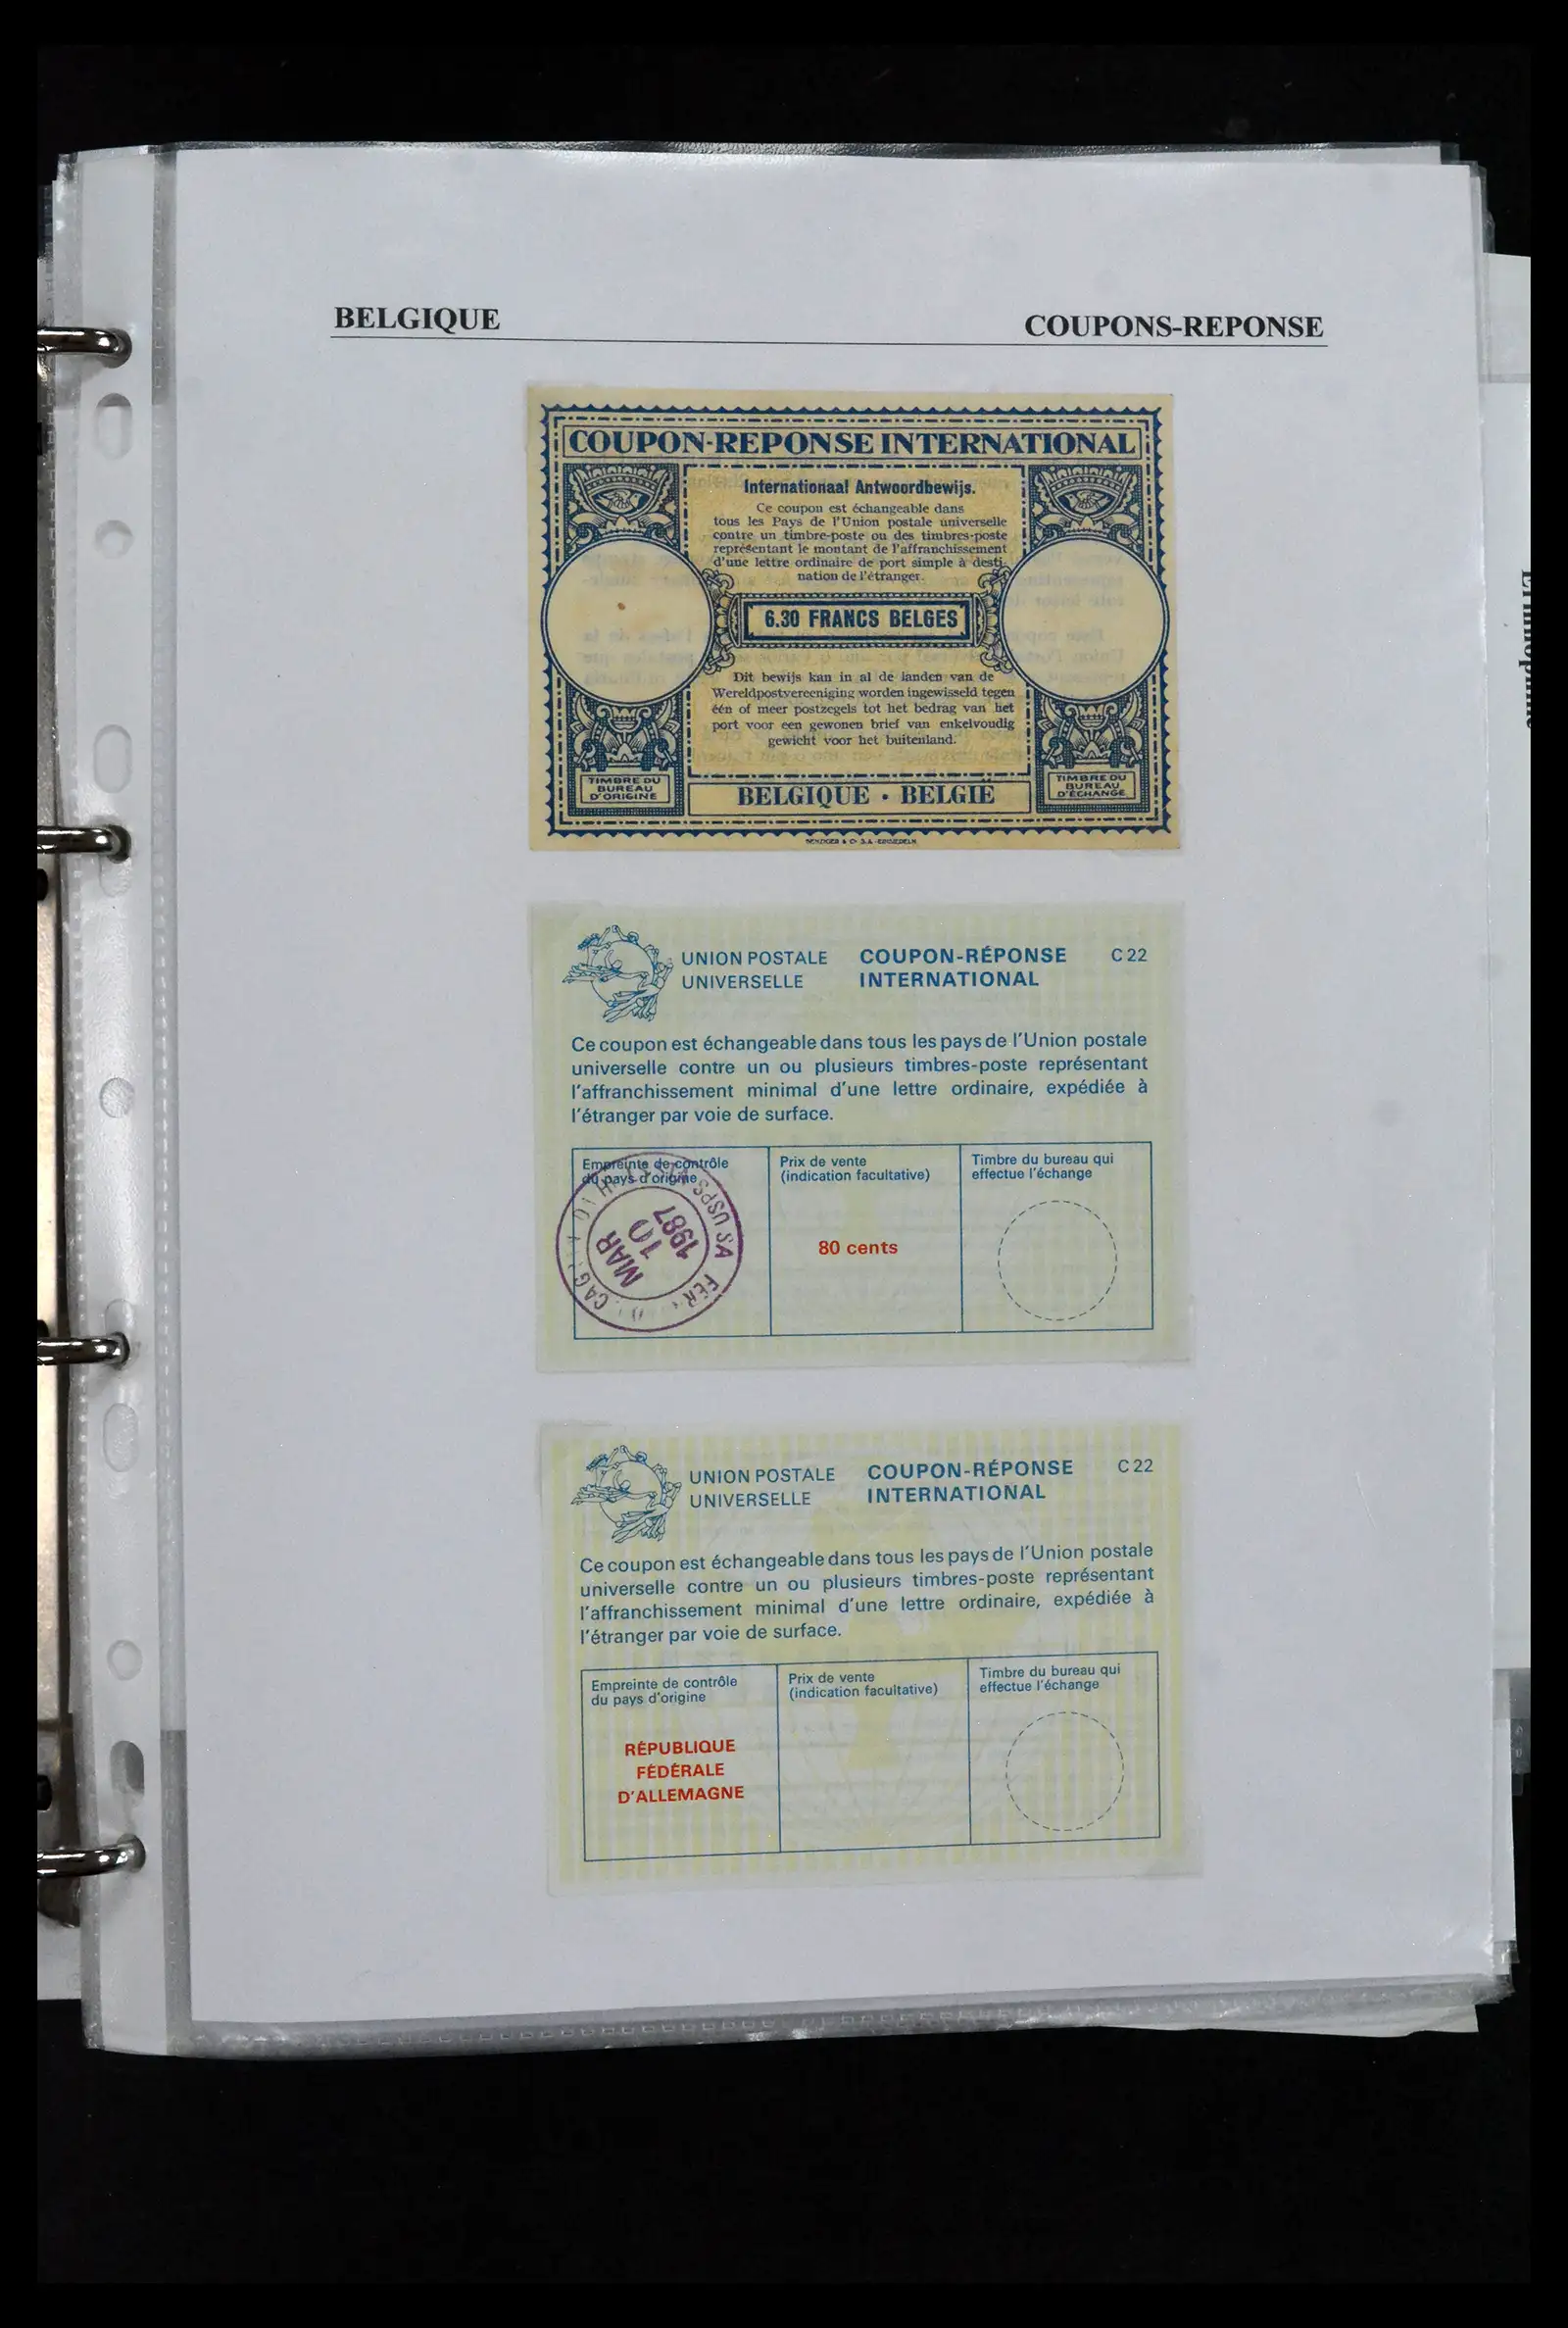 BELGIQUE
COUPONS-REPONSE
COUPON-REPONSE INTERNATIONAL
Internationaal Antwoordbewijs.
Ce coupon est échangeable dans
tous les Pays de l'Union postale universelle
contre un timbre-poste ou des timbres-poste
représentant le montant de l'affranchissement
d'une lettre ordinaire de port simple à desti-
nation de l'étranger.
6.30 FRANCS BELGES
Dit bewijs kan in al de landen van de
Wereldpostvereeniging worden ingewisseld tegen
één of meer postzegels tot het bedrag van het
port voor een gewonen brief van enkelvoudig
gewicht voor het buitenland.
TIMBRE DU
BUREAU
D'ORIGINE
BELGIQUE • BELGIË
TIMBRE DU
BUREAU
D'ÉCHANGE
UNION POSTALE
UNIVERSELLE
COUPON-RÉPONSE
INTERNATIONAL
C 22
Ce coupon est échangeable dans tous les pays de l'Union postale
universelle contre un ou plusieurs timbres-poste représentant
l'affranchissement minimal d'une lettre ordinaire, expédiée à
l'étranger par voie de surface.
Empreinte de contrôle
du pays d'origine
USPS
MAR
10
1987
Prix de vente
(indication facultative)
80 cents
Timbre du bureau qui
effectue l'échange
UNION POSTALE
UNIVERSELLE
COUPON-RÉPONSE
INTERNATIONAL
C 22
Ce coupon est échangeable dans tous les pays de l'Union postale
universelle contre un ou plusieurs timbres-poste représentant
l'affranchissement minimal d'une lettre ordinaire, expédiée à
l'étranger par voie de surface.
Empreinte de contrôle
du pays d'origine
RÉPUBLIQUE
FÉDÉRALE
D'ALLEMAGNE
Prix de vente
(indication facultative)
Timbre du bureau qui
effectue l'échange